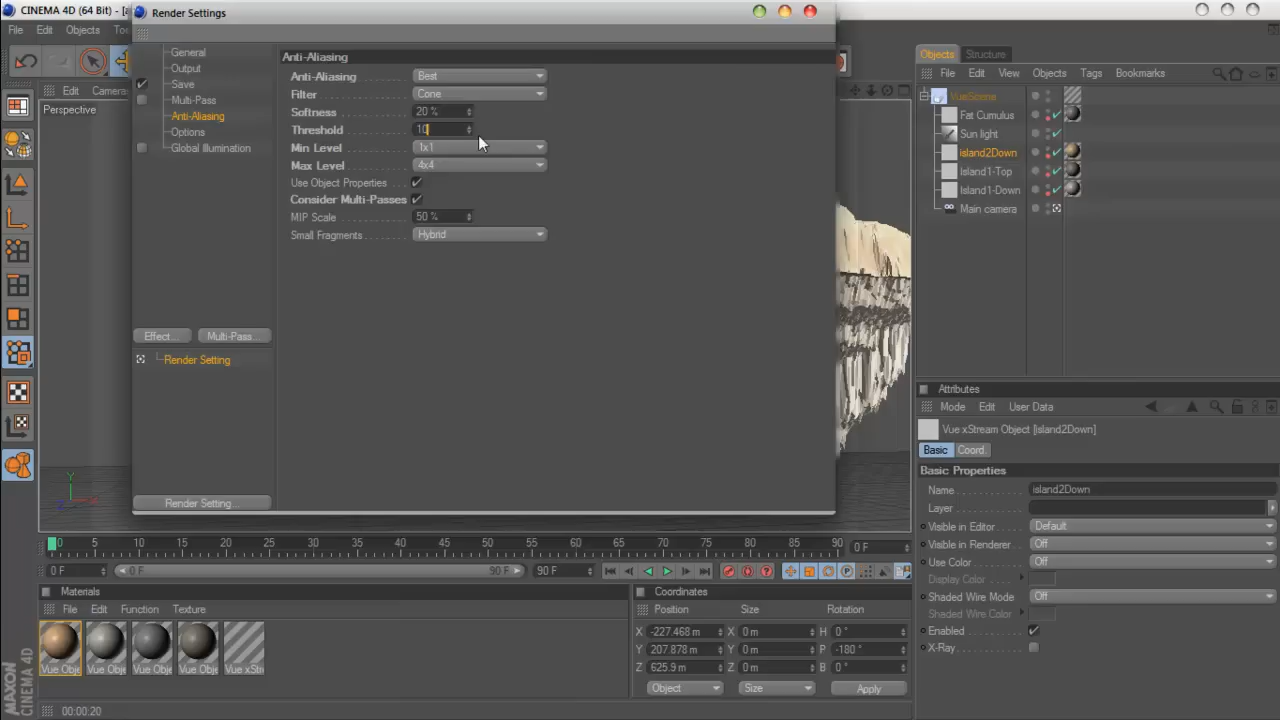 CINEMA 4D (64 Bit) - [a
Render Settings
File Edit Objects To
Edit Camera
Perspective
General
Output
Save
Multi-Pass
Anti-Aliasing
Options
Global Illumination
Effect... Multi-Pass...
Render Setting
Render Setting...
Anti-Aliasing
Anti-Aliasing Best
Filter Cone
Softness 20 %
Threshold 10
Min Level 1x1
Max Level 4x4
Use Object Properties
Consider Multi-Passes
MIP Scale 50 %
Small Fragments Hybrid
Objects Structure
File Edit View Objects Tags Bookmarks
VueScene
Fat Cumulus
Sun light
island2Down
Island1-Top
Island1-Down
Main camera
Attributes
Mode Edit User Data
Vue xStream Object [island2Down]
Basic Coord.
Basic Properties
Name island2Down
Layer
Visible in Editor Default
Visible in Renderer Off
Use Color Off
Display Color
Shaded Wire Mode Off
Shaded Wire Color
Enabled
X-Ray
0 5 10 15 20 25 30 35 40 45 50 55 60 65 70 75 80 85 90 0 F
0 F 0 F 90 F 90 F
Materials
File Edit Function Texture
Vue Obje Vue Obje Vue Obje Vue Obje Vue xStr
Coordinates
Position Size Rotation
X -227.468 m X 0 m H 0 °
Y 207.878 m Y 0 m P -180 °
Z 625.9 m Z 0 m B 0 °
Object Size Apply
MAXON
CINEMA 4D
00:00:20